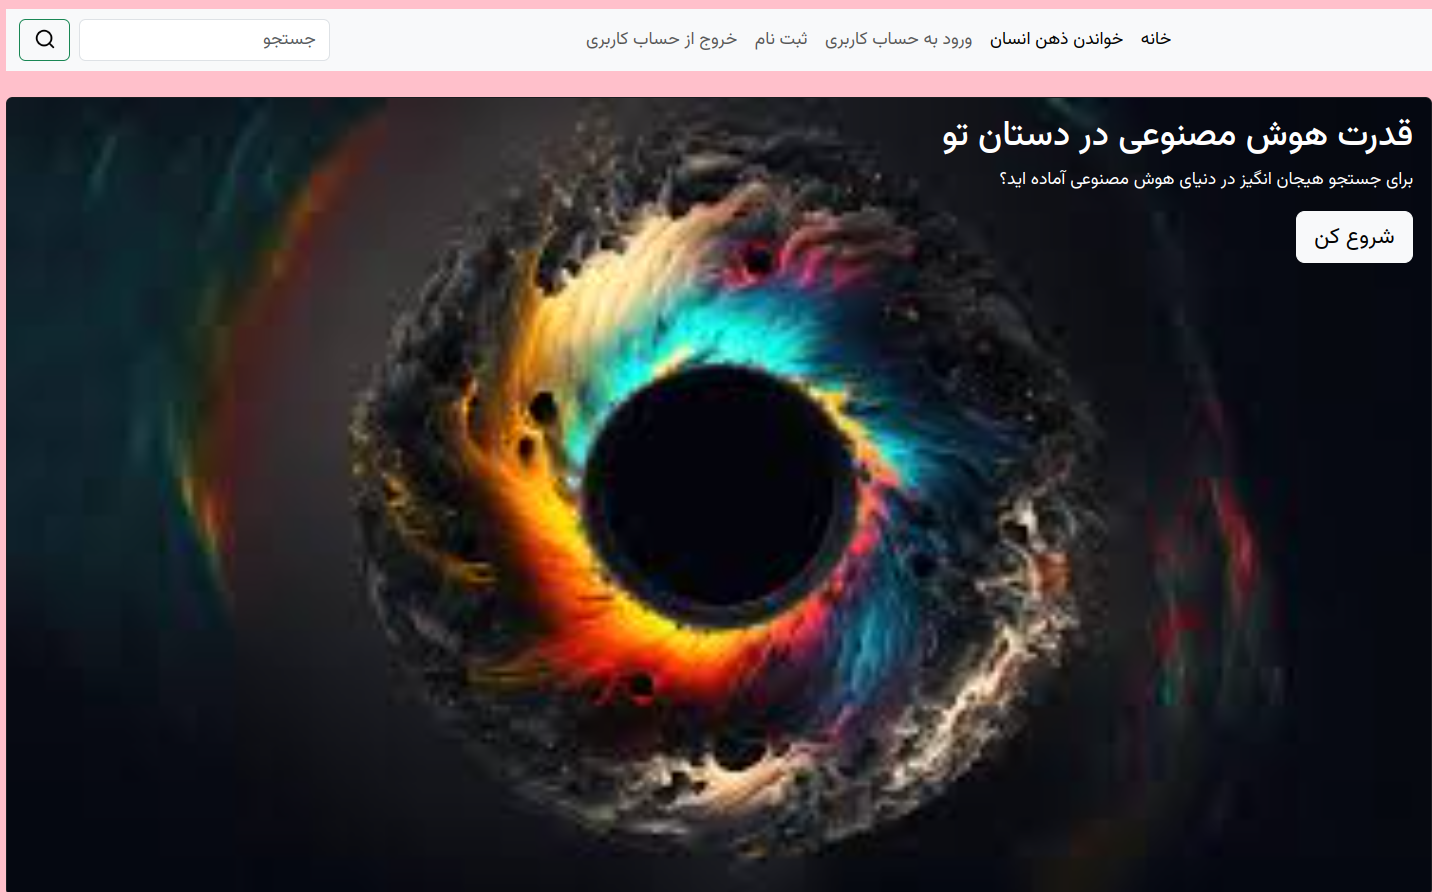 خانه خواندن ذهن انسان ورود به حساب کاربری ثبت نام خروج از حساب کاربری جستجو
قدرت هوش مصنوعی در دستان تو
برای جستجو هیجان انگیز در دنیای هوش مصنوعی آماده اید؟
شروع کن